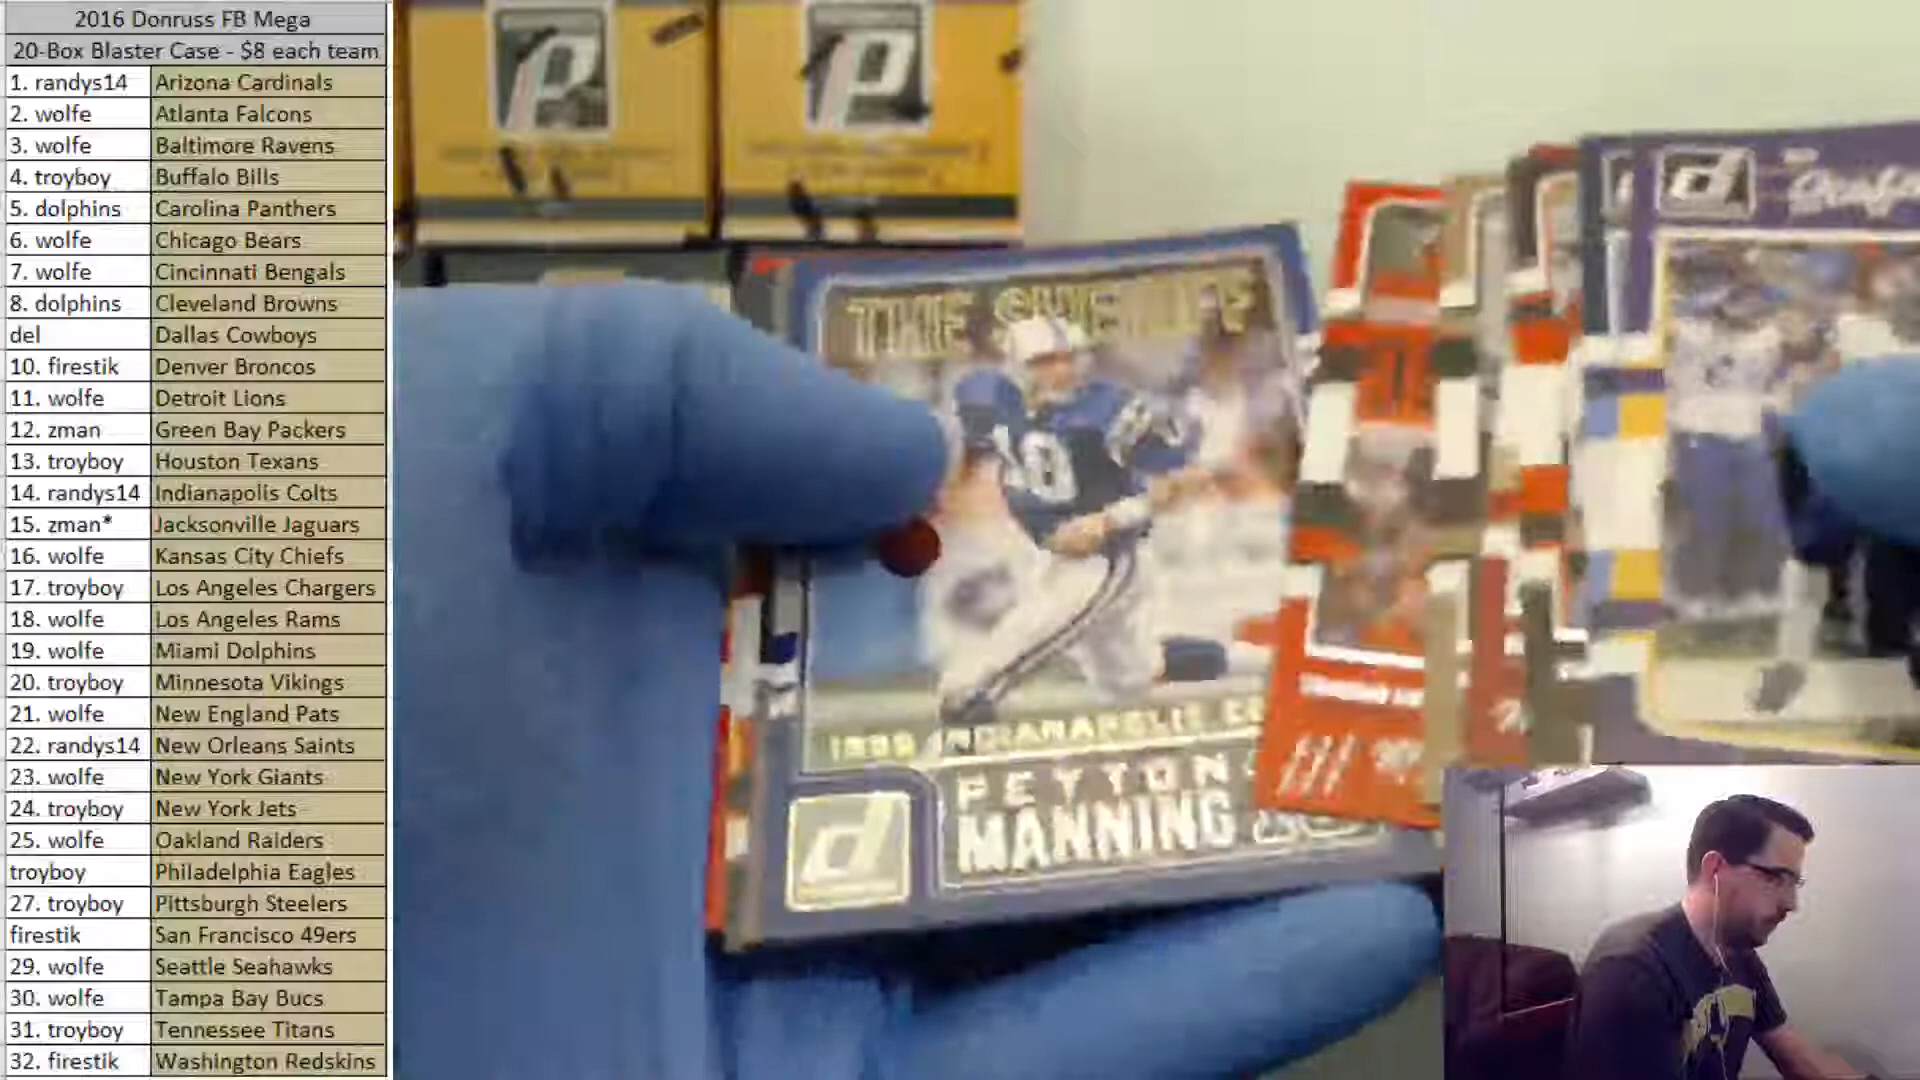 2016 Donruss FB Mega
20-Box Blaster Case - $8 each team
1. randys14 Arizona Cardinals
2. wolfe Atlanta Falcons
3. wolfe Baltimore Ravens
4. troyboy Buffalo Bills
5. dolphins Carolina Panthers
6. wolfe Chicago Bears
7. wolfe Cincinnati Bengals
8. dolphins Cleveland Browns
del Dallas Cowboys
10. firestik Denver Broncos
11. wolfe Detroit Lions
12. zman Green Bay Packers
13. troyboy Houston Texans
14. randys14 Indianapolis Colts
15. zman* Jacksonville Jaguars
16. wolfe Kansas City Chiefs
17. troyboy Los Angeles Chargers
18. wolfe Los Angeles Rams
19. wolfe Miami Dolphins
20. troyboy Minnesota Vikings
21. wolfe New England Pats
22. randys14 New Orleans Saints
23. wolfe New York Giants
24. troyboy New York Jets
25. wolfe Oakland Raiders
troyboy Philadelphia Eagles
27. troyboy Pittsburgh Steelers
firestik San Francisco 49ers
29. wolfe Seattle Seahawks
30. wolfe Tampa Bay Bucs
31. troyboy Tennessee Titans
32. firestik Washington Redskins
P
P
d
THE
18
INDIANAPOLIS
PEYTON
MANNING
d